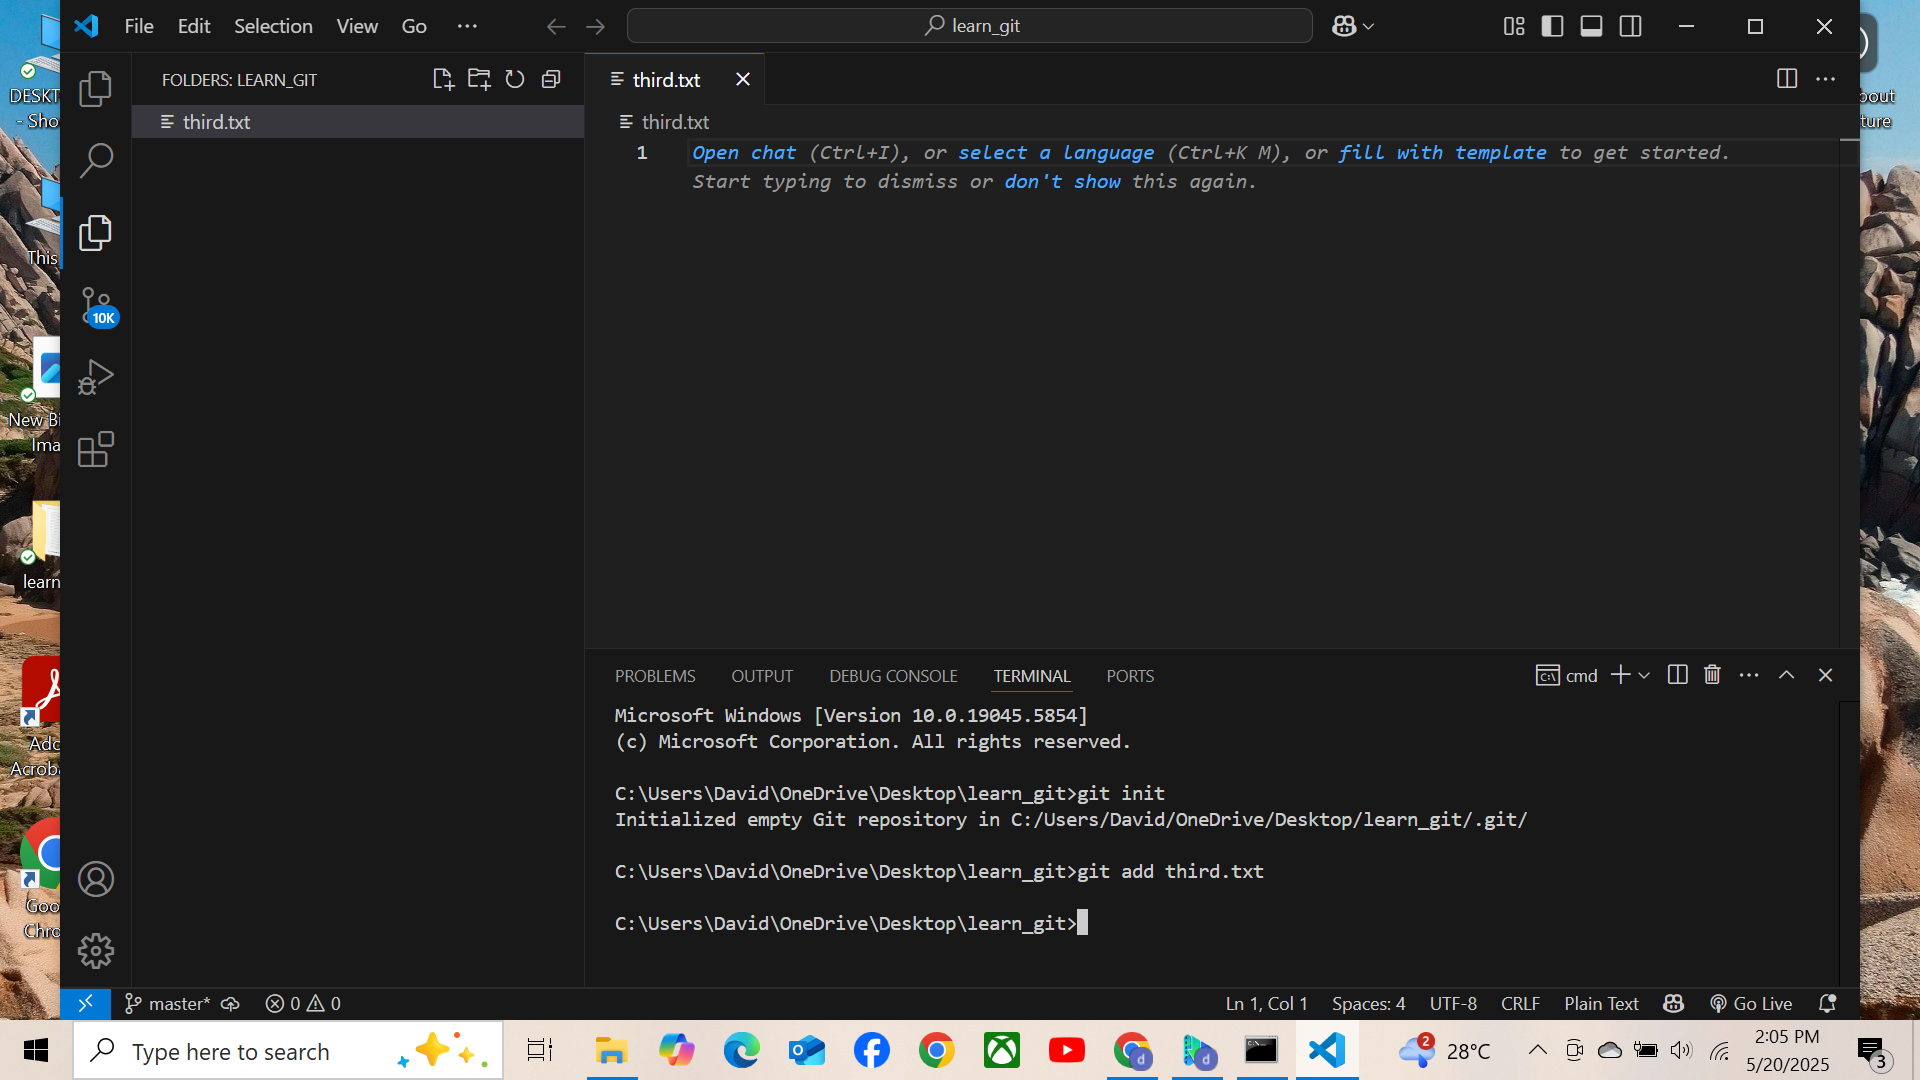 File Edit Selection View Go
learn_git
FOLDERS: LEARN_GIT
third.txt
third.txt
third.txt
1
Open chat (Ctrl+I), or select a language (Ctrl+K M), or fill with template to get started.
Start typing to dismiss or don't show this again.
10K
PROBLEMS OUTPUT DEBUG CONSOLE TERMINAL PORTS
cmd
Microsoft Windows [Version 10.0.19045.5854]
(c) Microsoft Corporation. All rights reserved.
C:\Users\David\OneDrive\Desktop\learn_git>git init
Initialized empty Git repository in C:/Users/David/OneDrive/Desktop/learn_git/.git/
C:\Users\David\OneDrive\Desktop\learn_git>git add third.txt
C:\Users\David\OneDrive\Desktop\learn_git>
master* 0 0
Ln 1, Col 1 Spaces: 4 UTF-8 CRLF Plain Text Go Live
DESKT
- Sho
This
New Bi
Ima
learn
Ado
Acroba
Goo
Chro
bout
ture
Type here to search
d
d
2
28°C
2:05 PM
5/20/2025
3